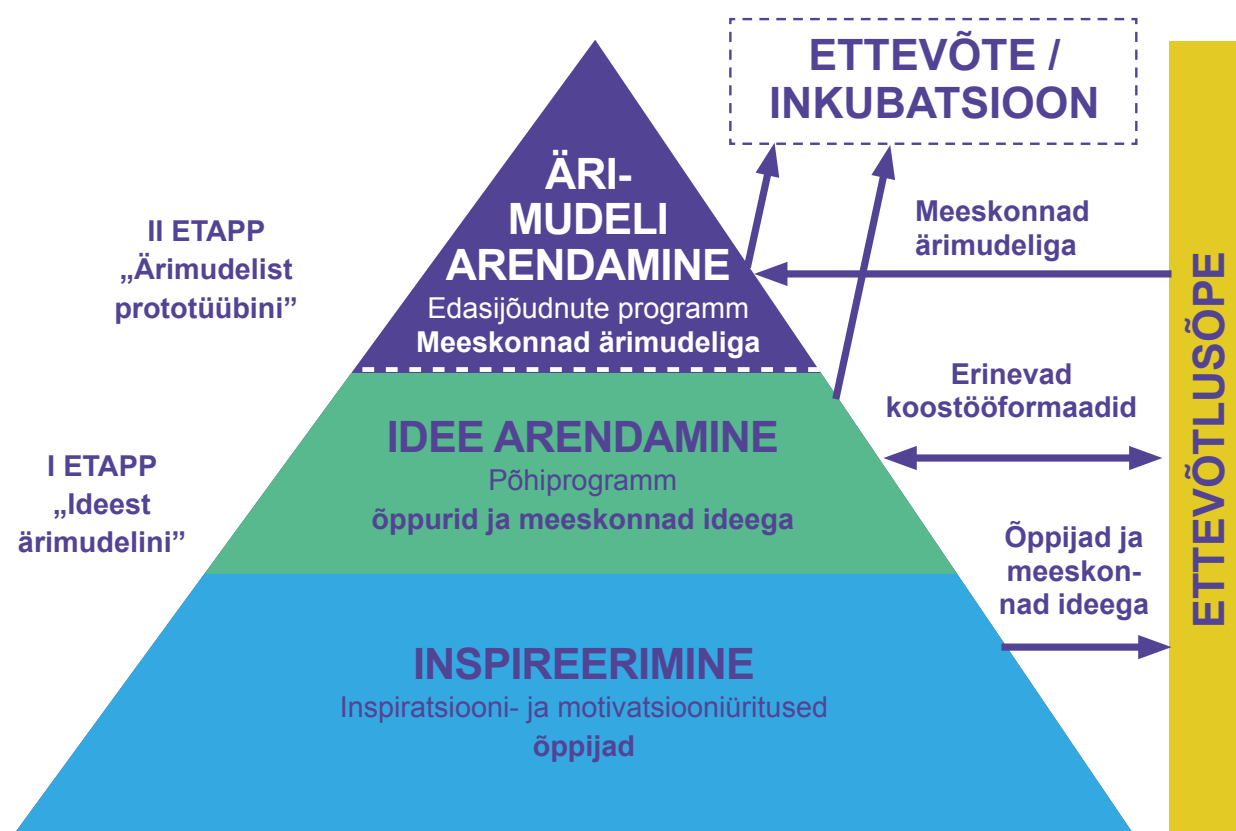 ETTEVÕTE /
INKUBATSIOON
ÄRI-
MUDELI
ARENDAMINE
Edasijõudnute programm
Meeskonnad ärimudeliga
II ETAPP
„Ärimudelist
prototüübini”
Meeskonnad
ärimudeliga
IDEE ARENDAMINE
Põhiprogramm
õppurid ja meeskonnad ideega
I ETAPP
„Ideest
ärimudelini”
Erinevad
koostööformaadid
INSPIREERIMINE
Inspiratsiooni- ja motivatsiooniüritused
õppijad
Õppijad ja
meeskon-
nad ideega
ETTEVÕTLUSÕPE